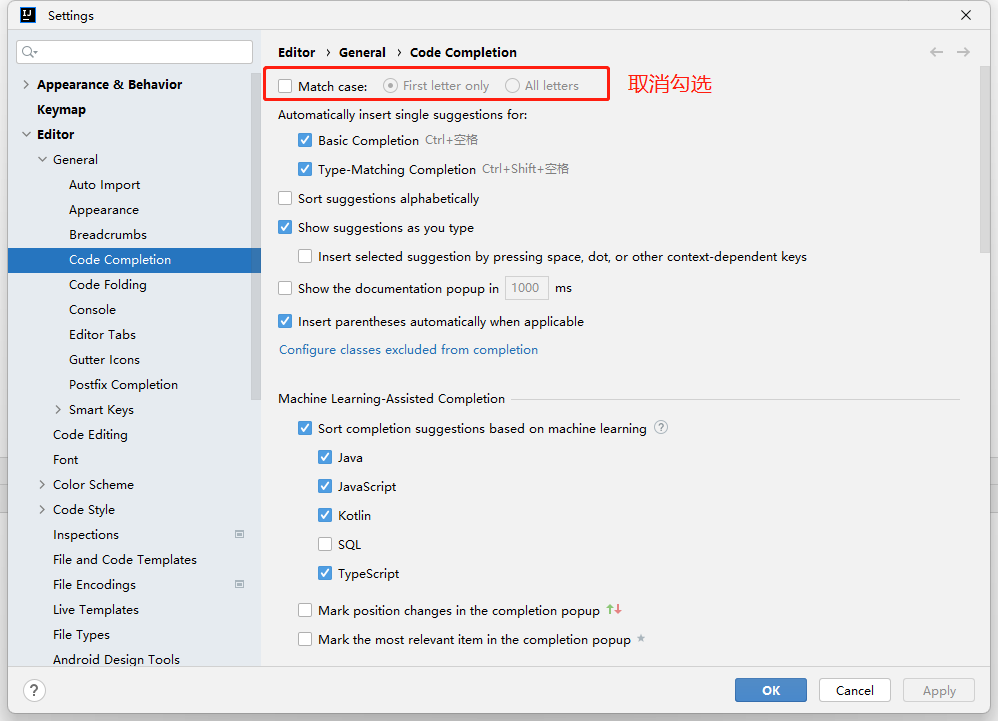 IJ Settings
Editor › General › Code Completion
Match case: First letter only All letters
取消勾选
Automatically insert single suggestions for:
Basic Completion Ctrl+空格
Type-Matching Completion Ctrl+Shift+空格
Sort suggestions alphabetically
Show suggestions as you type
Insert selected suggestion by pressing space, dot, or other context-dependent keys
Show the documentation popup in 1000 ms
Insert parentheses automatically when applicable
Configure classes excluded from completion
Machine Learning-Assisted Completion
Sort completion suggestions based on machine learning ?
Java
JavaScript
Kotlin
SQL
TypeScript
Mark position changes in the completion popup
Mark the most relevant item in the completion popup
Appearance & Behavior
Keymap
Editor
General
Auto Import
Appearance
Breadcrumbs
Code Completion
Code Folding
Console
Editor Tabs
Gutter Icons
Postfix Completion
Smart Keys
Code Editing
Font
Color Scheme
Code Style
Inspections
File and Code Templates
File Encodings
Live Templates
File Types
Android Design Tools
? OK Cancel Apply